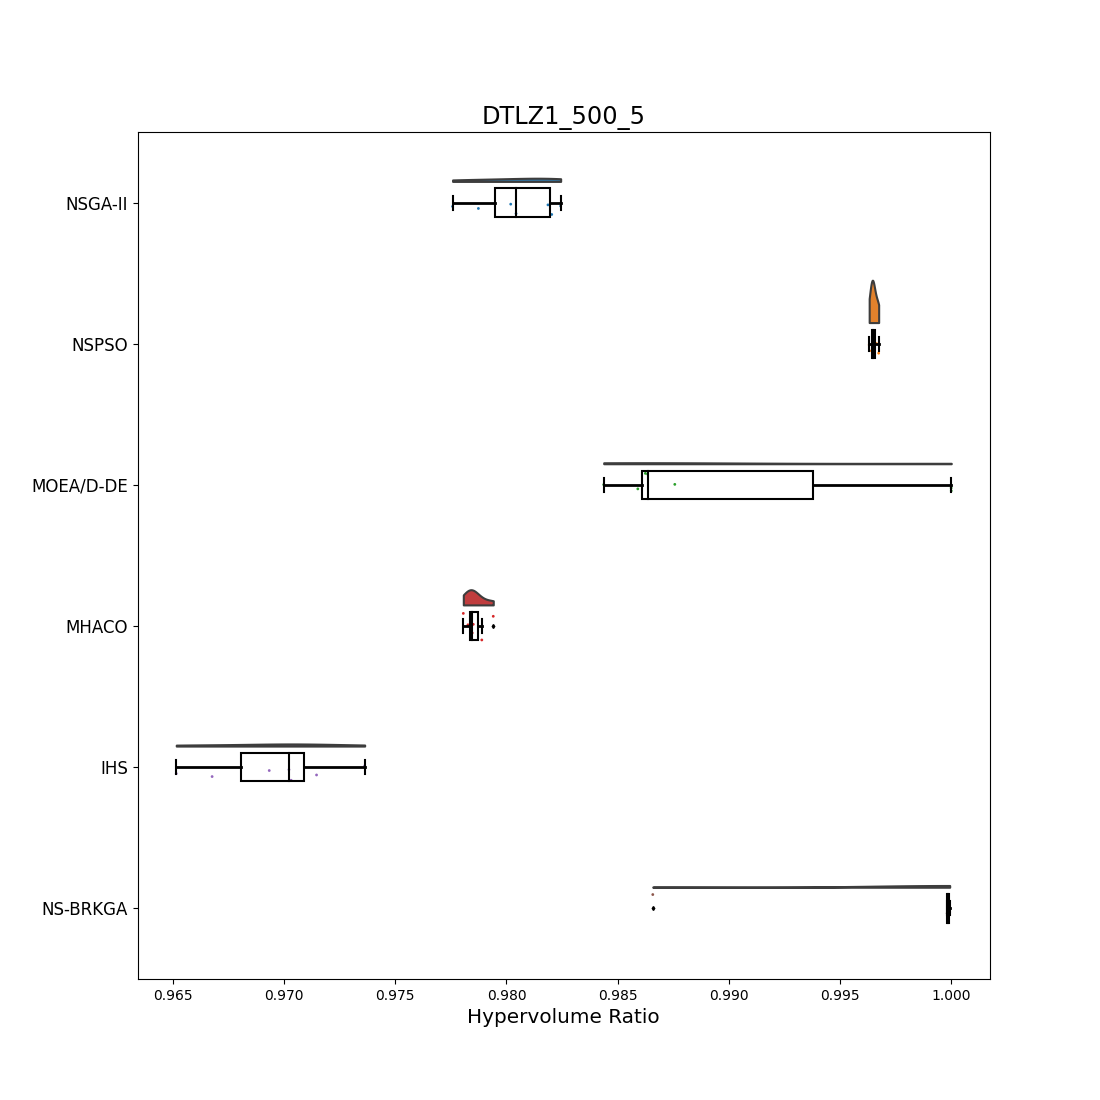 DTLZ1_500_5
NSGA-II
NSPSO
MOEA/D-DE
MHACO
IHS
NS-BRKGA
0.965 0.970 0.975 0.980 0.985 0.990 0.995 1.000
Hypervolume Ratio